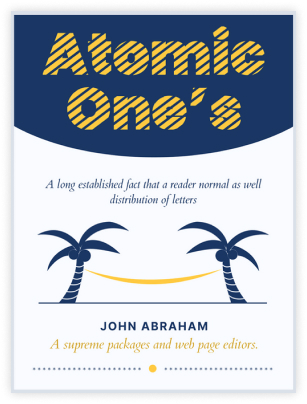 Atomic
One's
A long established fact that a reader normal as well
distribution of letters
JOHN ABRAHAM
A supreme packages and web page editors.